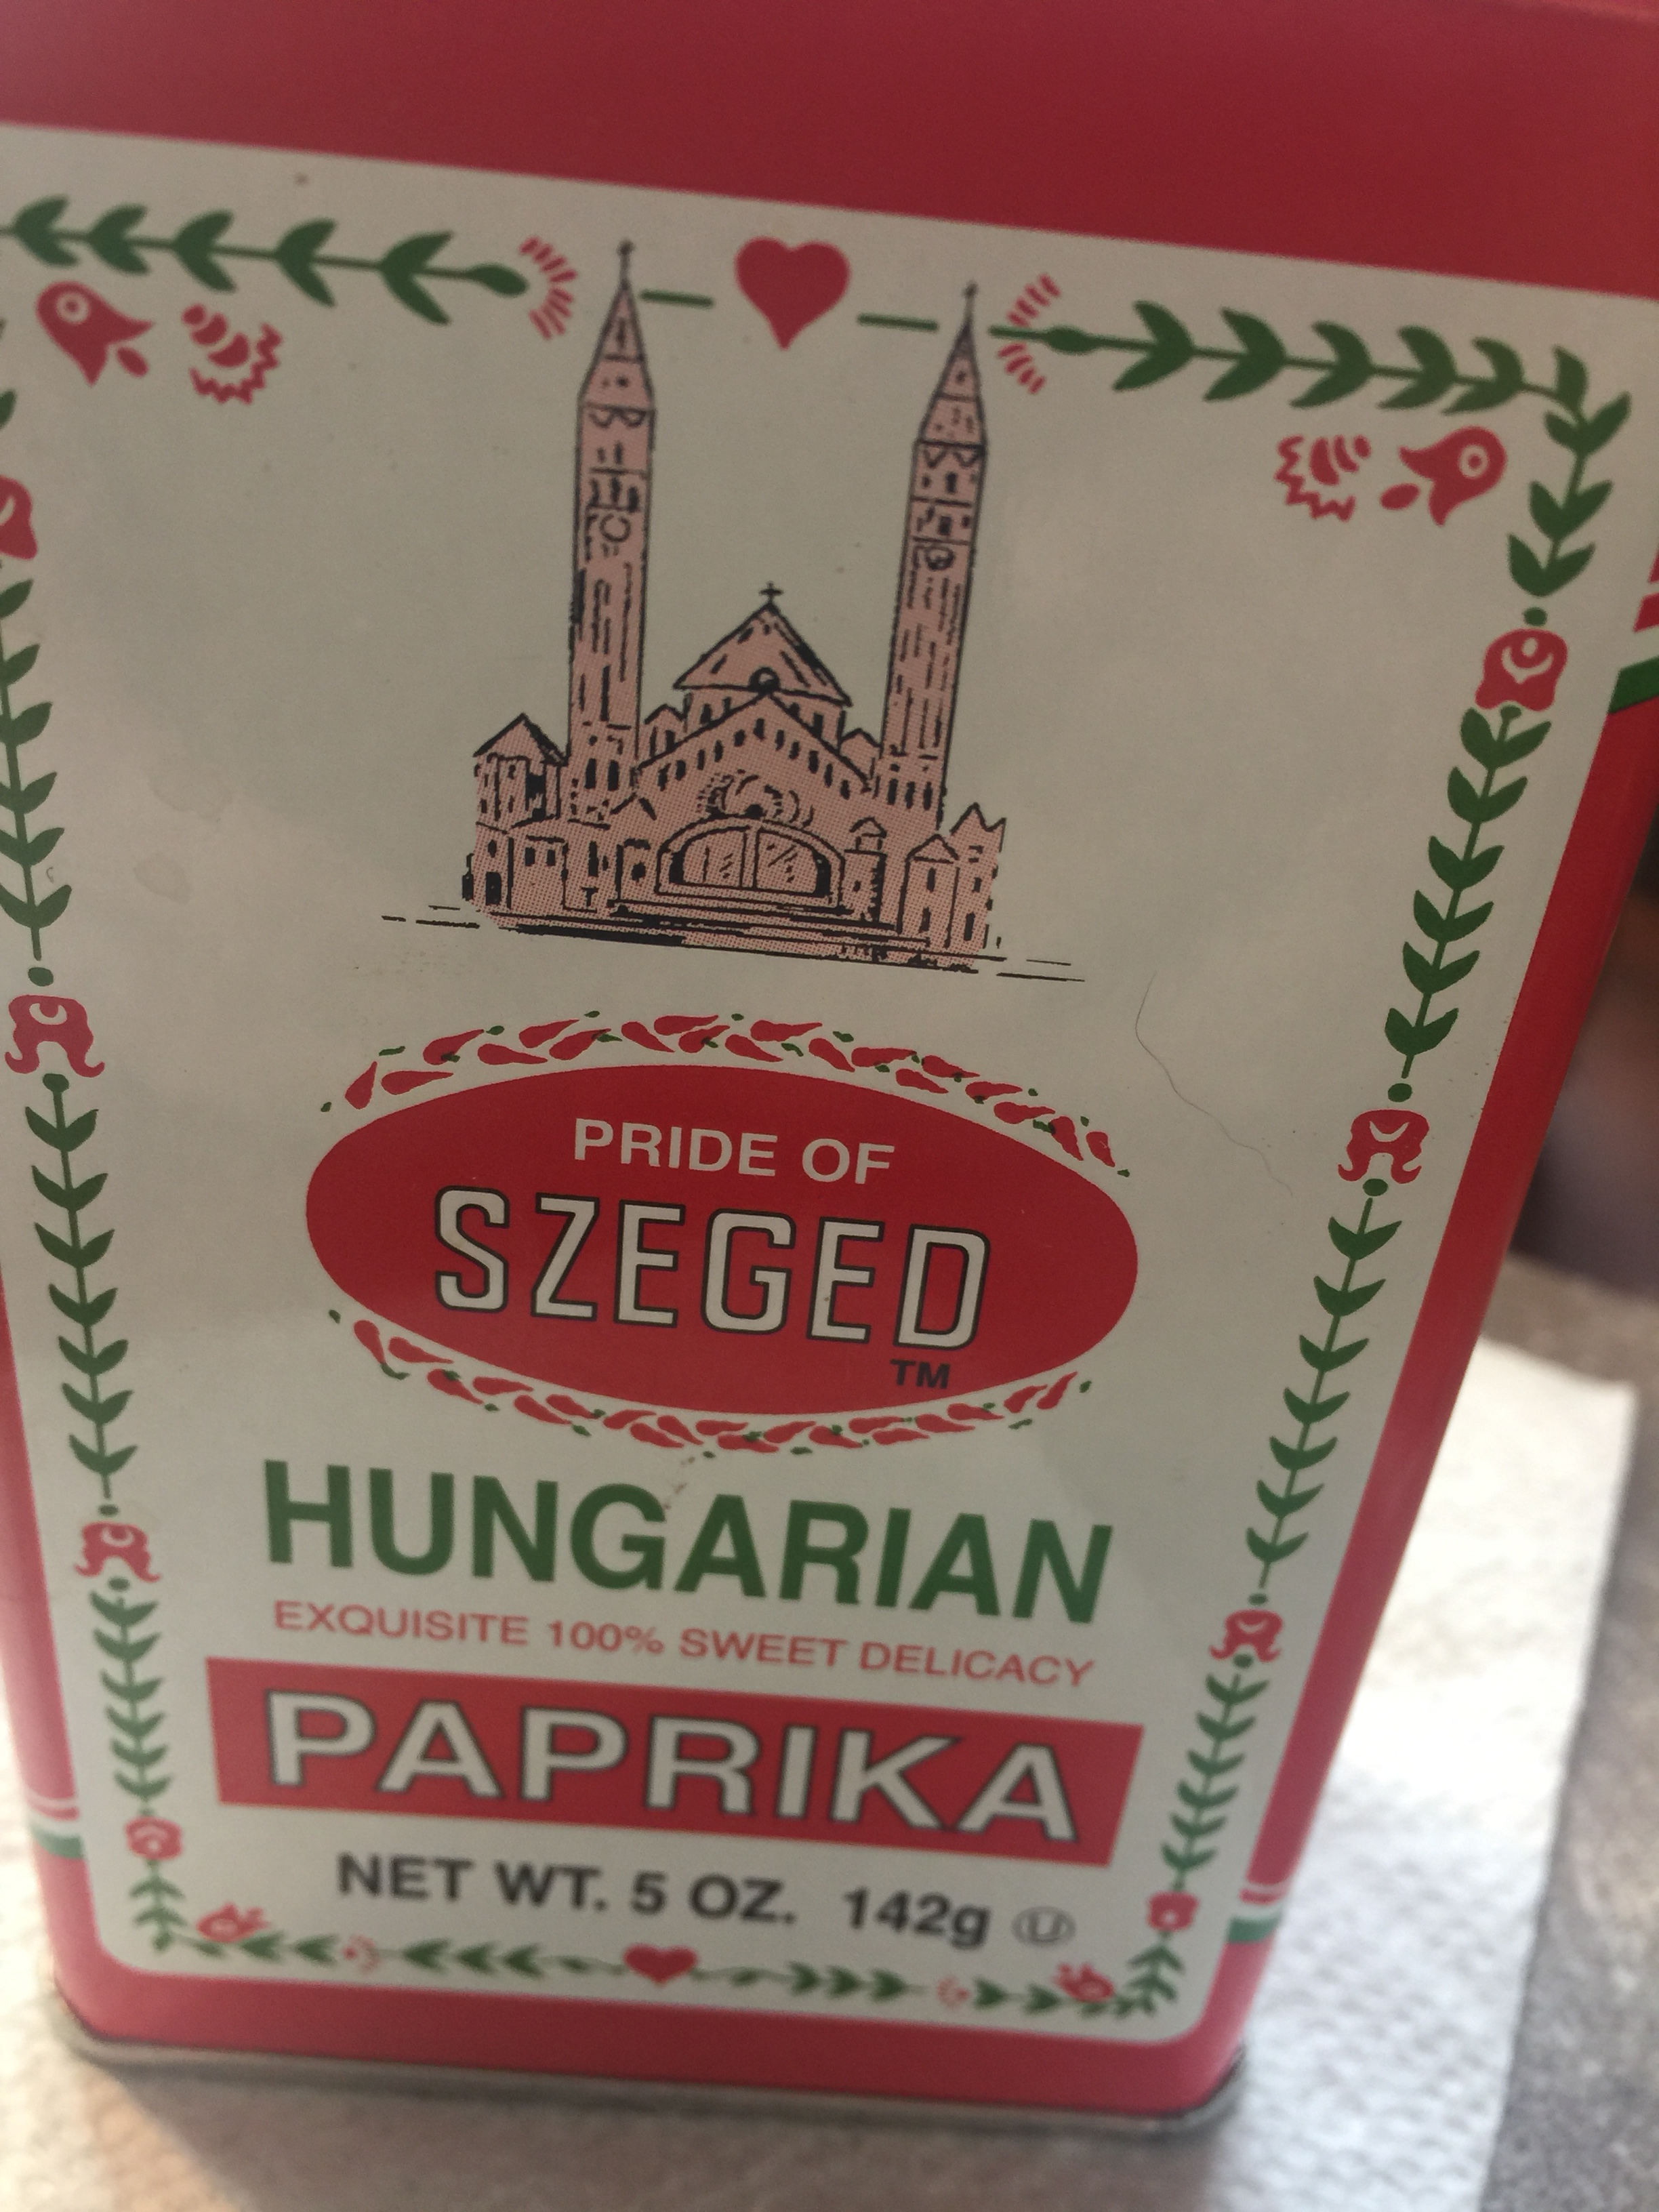 PRIDE OF
SZEGED
TM
HUNGARIAN
EXQUISITE 100% SWEET DELICACY
PAPRIKA
NET WT. 5 OZ. 142g U